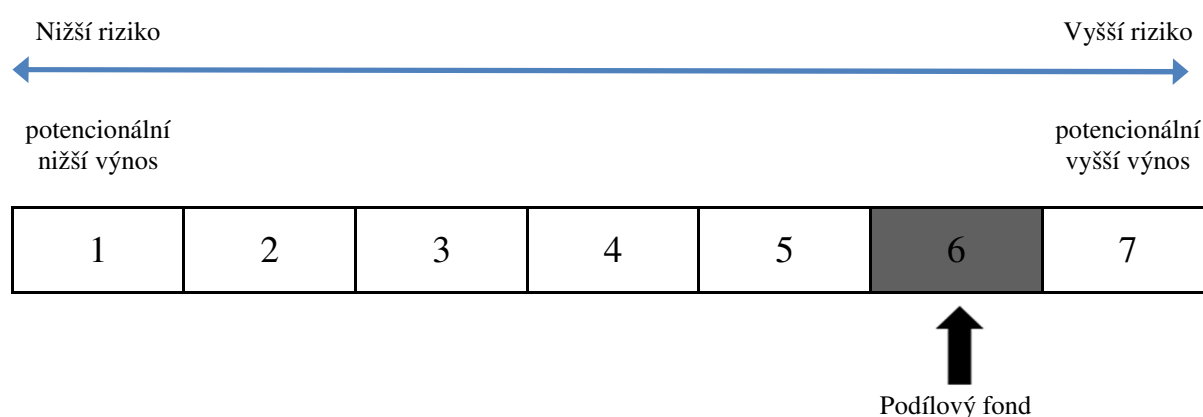 Nižší riziko
Vyšší riziko
potencionální
nižší výnos
potencionální
vyšší výnos
1 2 3 4 5 6 7
Podílový fond